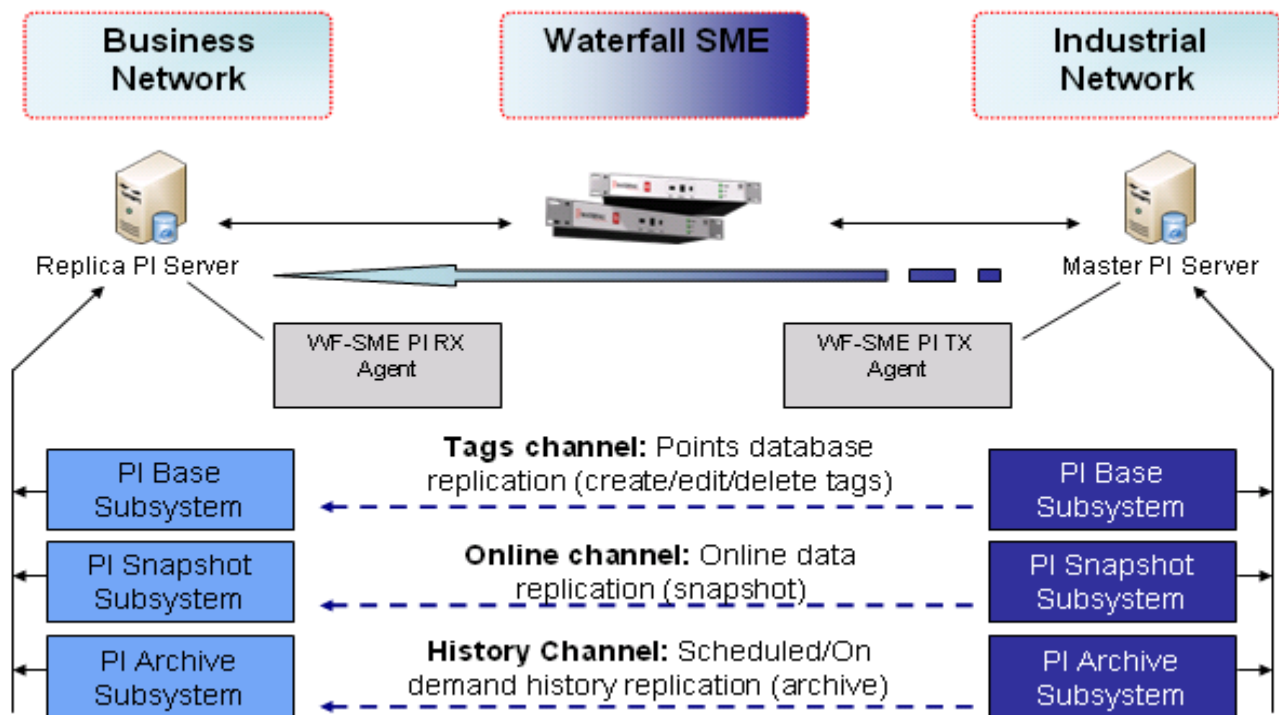 Business
Network
Waterfall SME
Industrial
Network
Replica PI Server
Master PI Server
WF-SME PI RX
Agent
WF-SME PI TX
Agent
Tags channel: Points database
replication (create/edit/delete tags)
PI Base
Subsystem
PI Base
Subsystem
Online channel: Online data
replication (snapshot)
PI Snapshot
Subsystem
PI Snapshot
Subsystem
History Channel: Scheduled/On
demand history replication (archive)
PI Archive
Subsystem
PI Archive
Subsystem